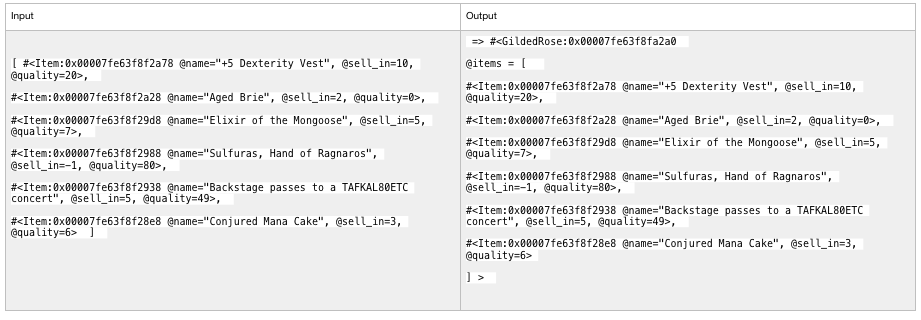 Input
Output
[ #<Item:0x00007fe63f8f2a78 @name="+5 Dexterity Vest", @sell_in=10,
@quality=20>,
#<Item:0x00007fe63f8f2a28 @name="Aged Brie", @sell_in=2, @quality=0>,
#<Item:0x00007fe63f8f29d8 @name="Elixir of the Mongoose", @sell_in=5,
@quality=7>,
#<Item:0x00007fe63f8f2988 @name="Sulfuras, Hand of Ragnaros",
@sell_in=-1, @quality=80>,
#<Item:0x00007fe63f8f2938 @name="Backstage passes to a TAFKAL80ETC
concert", @sell_in=5, @quality=49>,
#<Item:0x00007fe63f8f28e8 @name="Conjured Mana Cake", @sell_in=3,
@quality=6> ]
=> #<GildedRose:0x00007fe63f8fa2a0
@items = [
#<Item:0x00007fe63f8f2a78 @name="+5 Dexterity Vest", @sell_in=10,
@quality=20>,
#<Item:0x00007fe63f8f2a28 @name="Aged Brie", @sell_in=2, @quality=0>,
#<Item:0x00007fe63f8f29d8 @name="Elixir of the Mongoose", @sell_in=5,
@quality=7>,
#<Item:0x00007fe63f8f2988 @name="Sulfuras, Hand of Ragnaros",
@sell_in=-1, @quality=80>,
#<Item:0x00007fe63f8f2938 @name="Backstage passes to a TAFKAL80ETC
concert", @sell_in=5, @quality=49>,
#<Item:0x00007fe63f8f28e8 @name="Conjured Mana Cake", @sell_in=3,
@quality=6>
] >